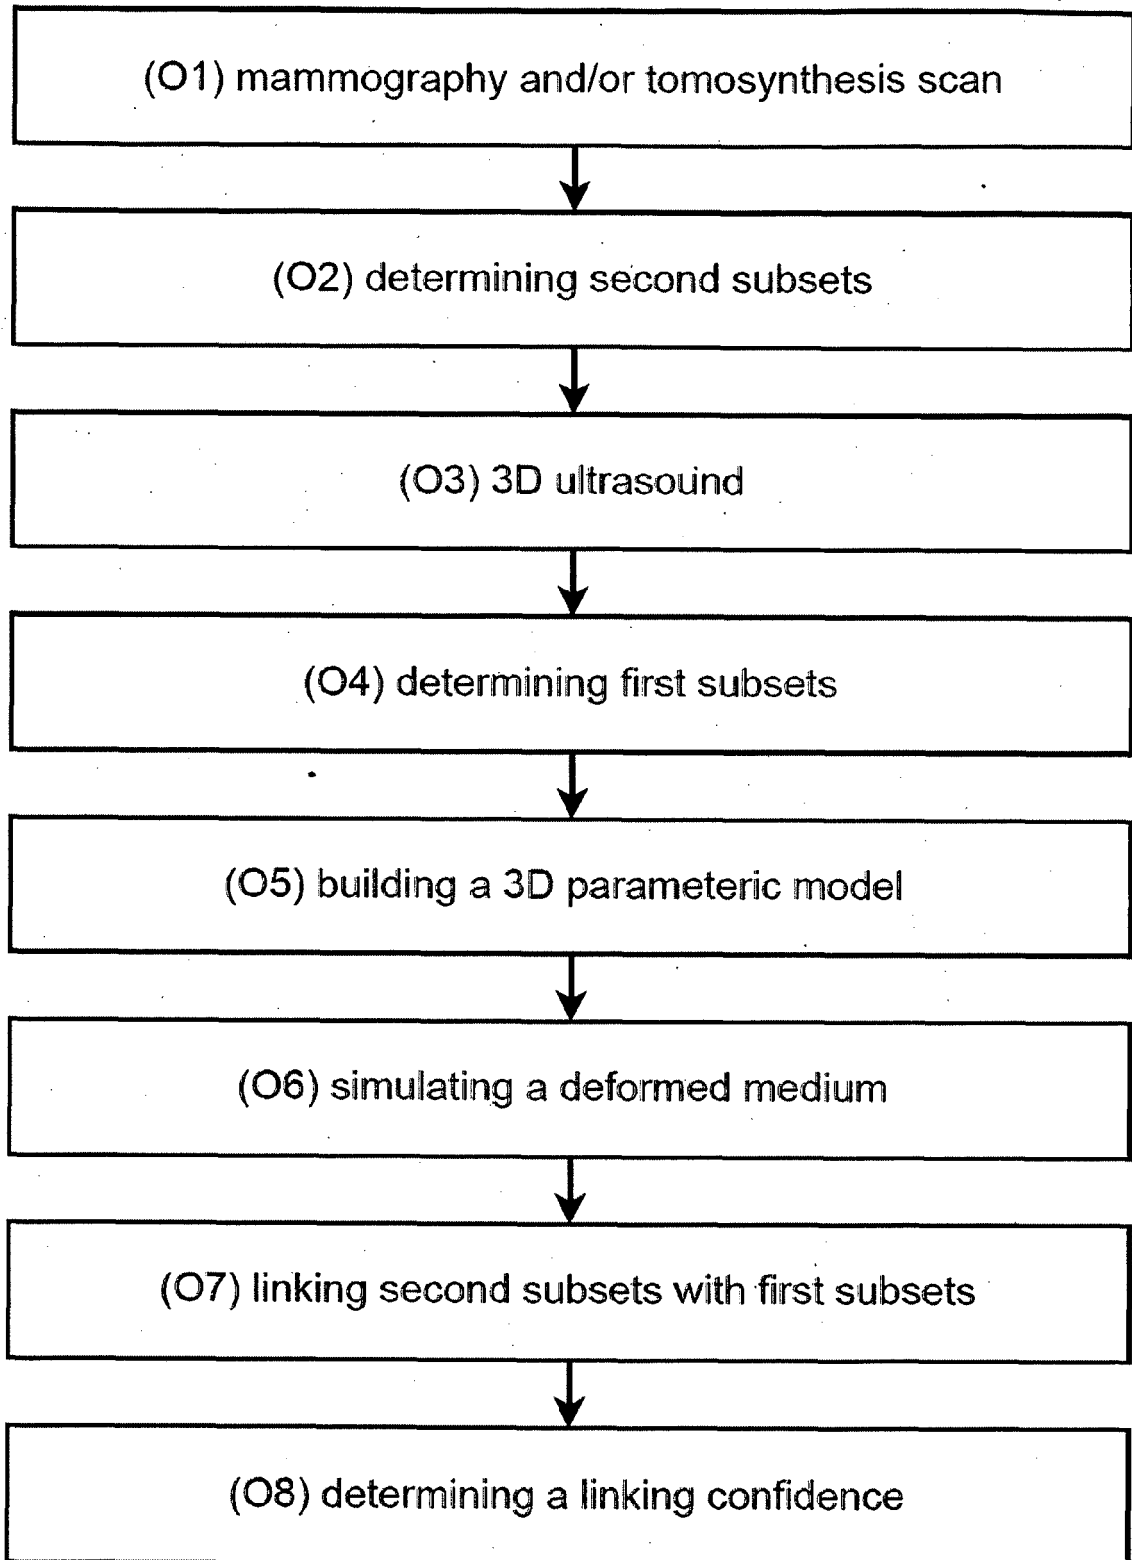 (O1) mammography and/or tomosynthesis scan
(O2) determining second subsets
(O3) 3D ultrasound
(O4) determining first subsets
(O5) building a 3D parameteric model
(O6) simulating a deformed medium
(O7) linking second subsets with first subsets
(O8) determining a linking confidence